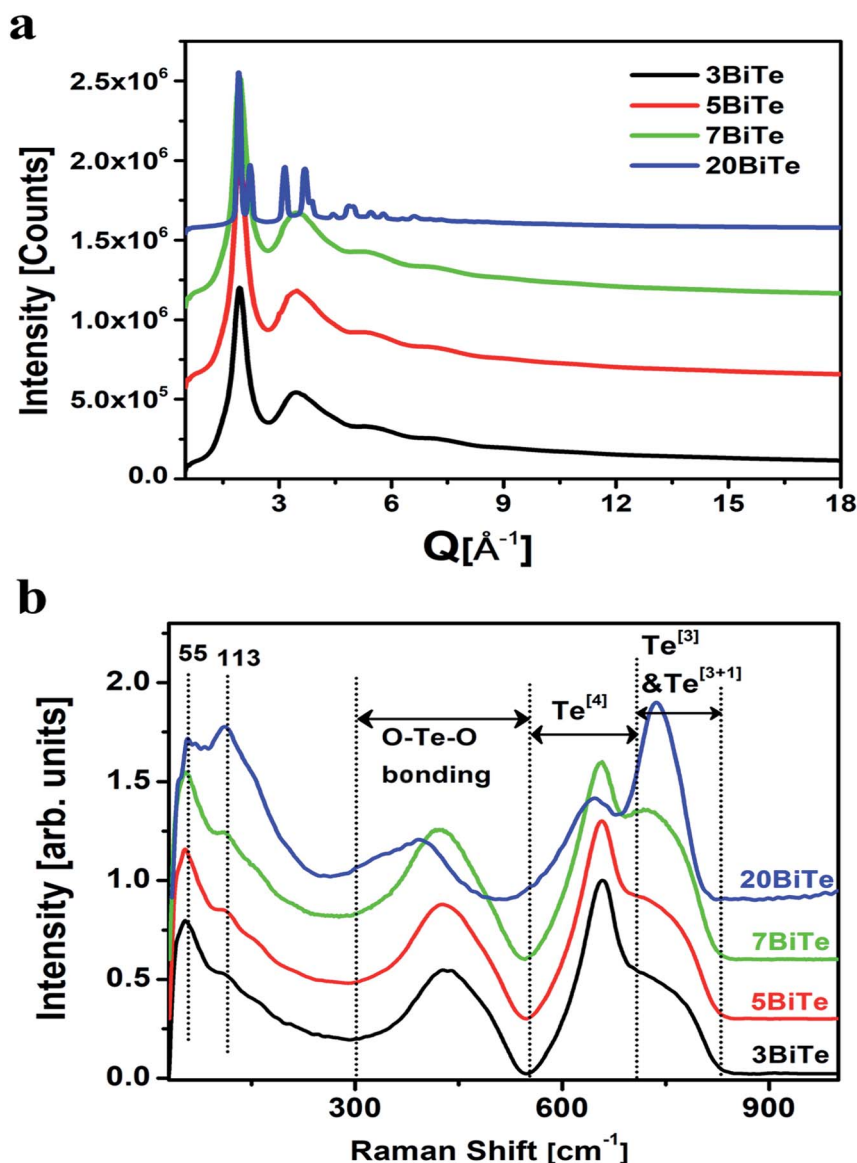 a
3BiTe
5BiTe
7BiTe
20BiTe
2.5x10⁶
2.0x10⁶
1.5x10⁶
1.0x10⁶
5.0x10⁵
0.0
Intensity [Counts]
3 6 9 12 15 18
Q[Å⁻¹]
b
55 113
Te[3]
&Te[3+1]
Te[4]
O-Te-O
bonding
2.0
1.5
1.0
0.5
0.0
Intensity [arb. units]
20BiTe
7BiTe
5BiTe
3BiTe
300 600 900
Raman Shift [cm⁻¹]